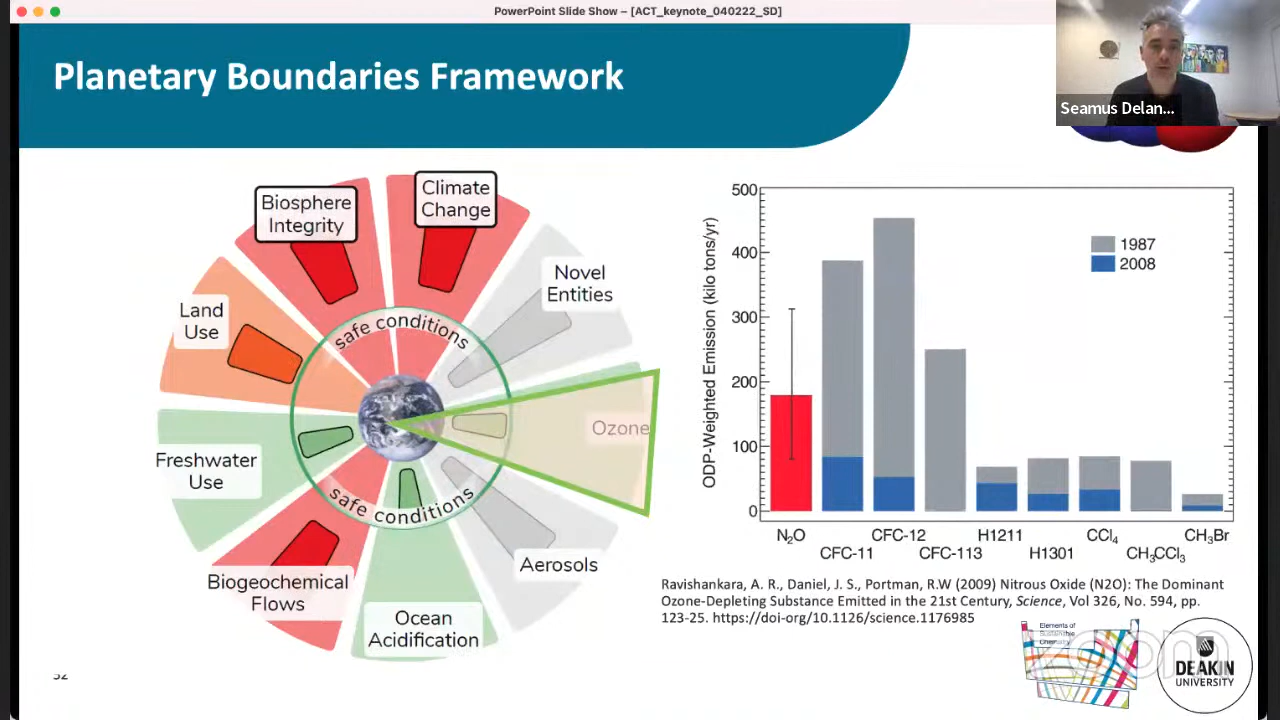 PowerPoint Slide Show – [ACT_keynote_040222_SD]
Planetary Boundaries Framework
Seamus Delan...
Biosphere
Integrity
Climate
Change
Novel
Entities
Land
Use
safe conditions
Ozone
Freshwater
Use
safe conditions
Aerosols
Biogeochemical
Flows
Ocean
Acidification
ODP-Weighted Emission (kilo tons/yr)
500
400
300
200
100
0
1987
2008
N₂O
CFC-11
CFC-12
CFC-113
H1211
H1301
CCl₄
CH₃CCl₃
CH₃Br
Ravishankara, A. R., Daniel, J. S., Portman, R.W (2009) Nitrous Oxide (N2O): The Dominant
Ozone-Depleting Substance Emitted in the 21st Century, Science, Vol 326, No. 594, pp.
123-25. https://doi-org/10.1126/science.1176985
Elements of
Sustainable
Chemistry
zoom
DEAKIN
UNIVERSITY